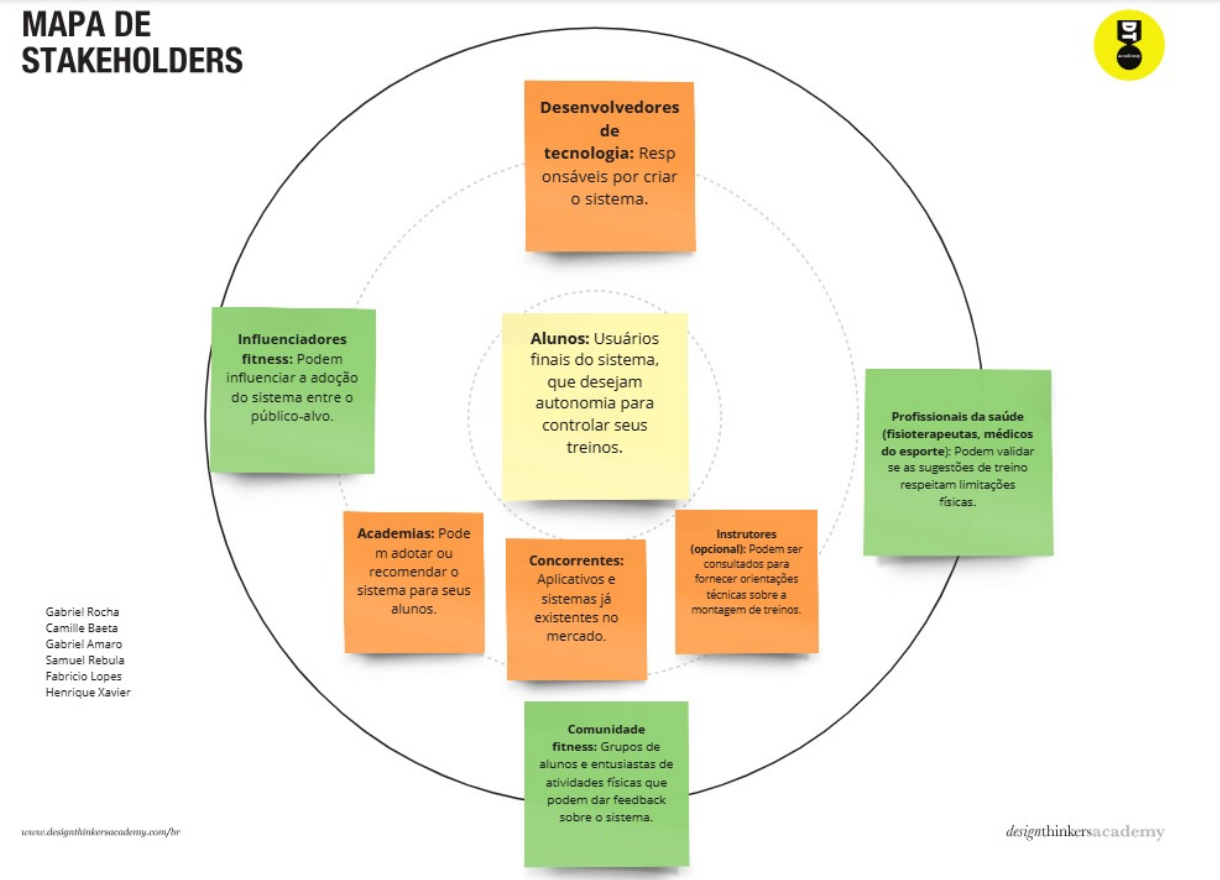 MAPA DE
STAKEHOLDERS
DT
academy
Desenvolvedores
de
tecnologia: Resp
onsáveis por criar
o sistema.
Influenciadores
fitness: Podem
influenciar a adoção
do sistema entre o
público-alvo.
Alunos: Usuários
finais do sistema,
que desejam
autonomia para
controlar seus
treinos.
Profissionais da saúde
(fisioterapeutas, médicos
do esporte): Podem validar
se as sugestões de treino
respeitam limitações
físicas.
Academias: Pode
m adotar ou
recomendar o
sistema para seus
alunos.
Concorrentes:
Aplicativos e
sistemas já
existentes no
mercado.
Instrutores
(opcional): Podem ser
consultados para
fornecer orientações
técnicas sobre a
montagem de treinos.
Gabriel Rocha
Camille Baeta
Gabriel Amaro
Samuel Rebula
Fabricio Lopes
Henrique Xavier
Comunidade
fitness: Grupos de
alunos e entusiastas de
atividades físicas que
podem dar feedback
sobre o sistema.
www.designthinkersacademy.com/br
designthinkersacademy